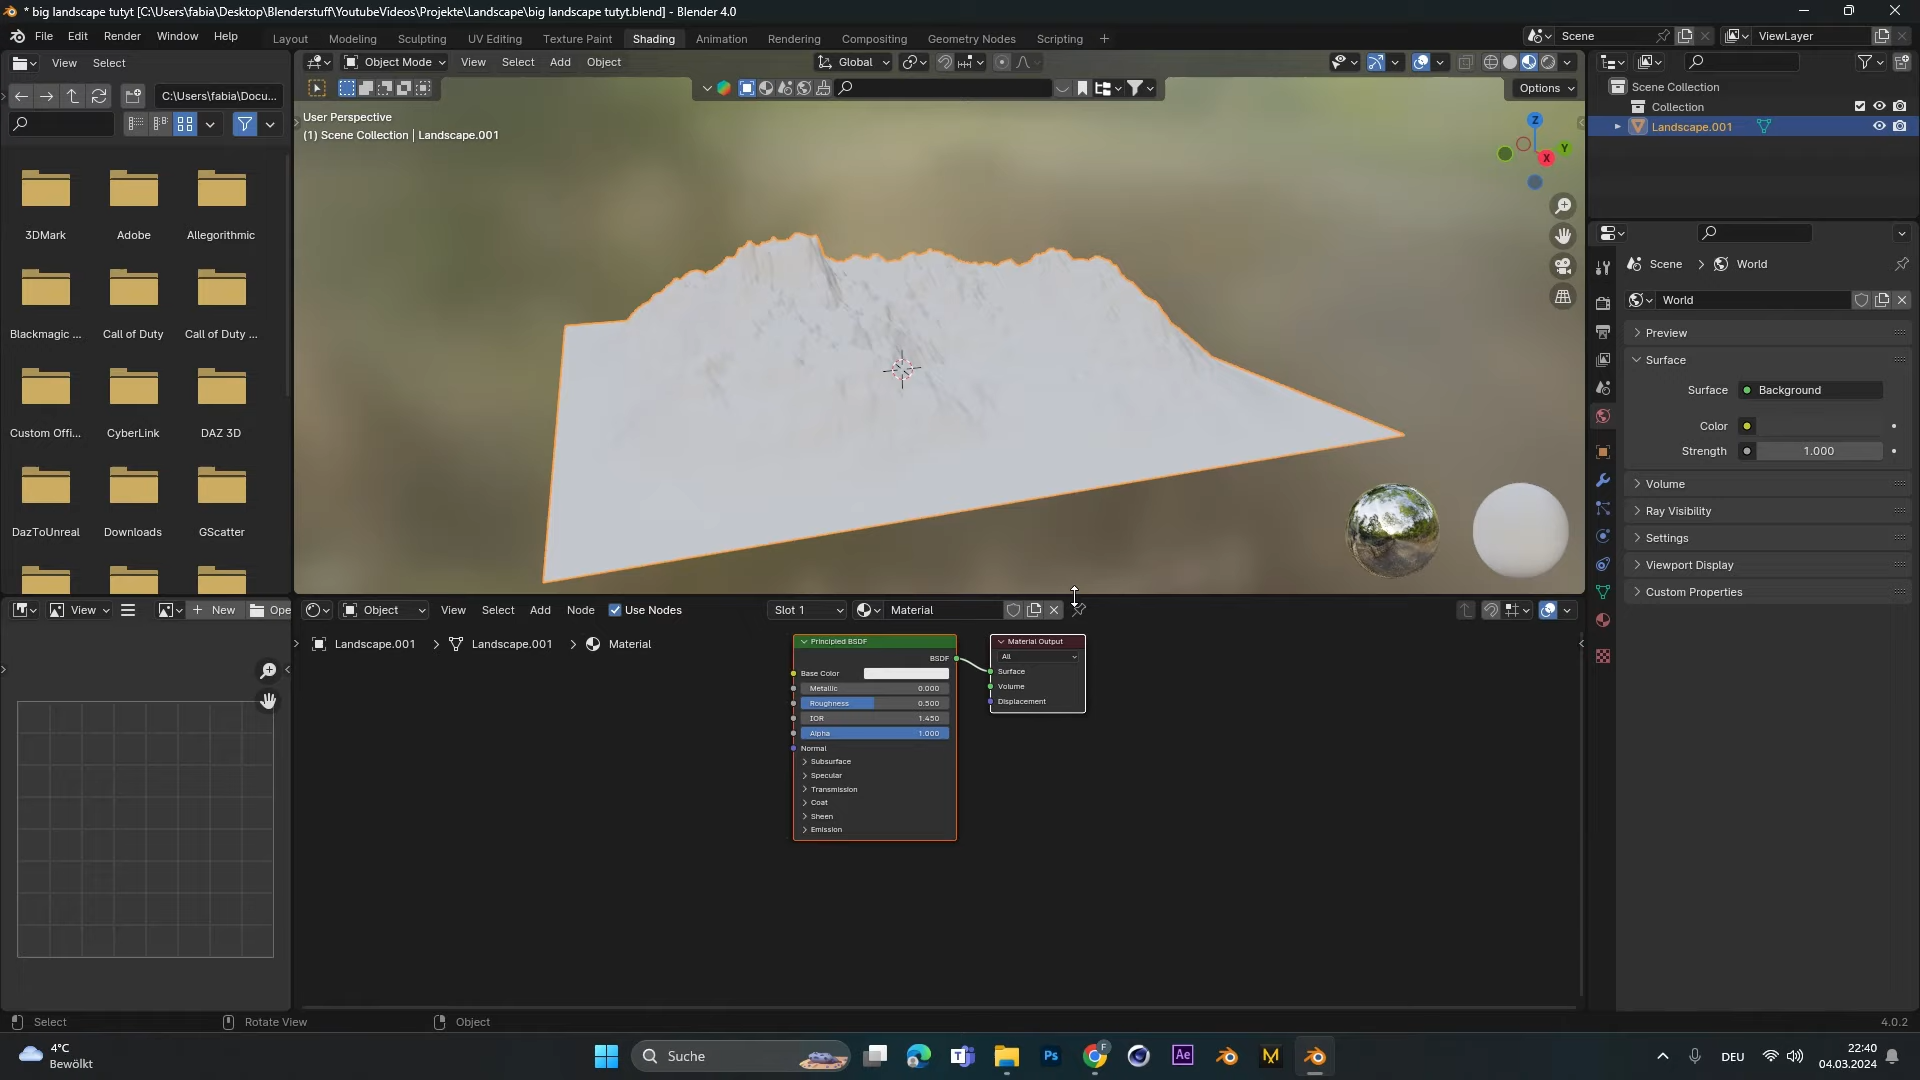 * big landscape tutyt [C:\Users\fabia\Desktop\Blenderstuff\YoutubeVideos\Projekte\Landscape\big landscape tutyt.blend] - Blender 4.0
File Edit Render Window Help
Layout Modeling Sculpting UV Editing Texture Paint Shading Animation Rendering Compositing Geometry Nodes Scripting +
Scene
ViewLayer
View Select
Object Mode View Select Add Object
Global
C:\Users\fabia\Docu...
Options
User Perspective
(1) Scene Collection | Landscape.001
Z
Y
X
3DMark Adobe Allegorithmic
Blackmagic ... Call of Duty Call of Duty ...
Custom Offi... CyberLink DAZ 3D
DazToUnreal Downloads GScatter
Scene Collection
Collection
Landscape.001
Scene > World
World
Preview
Surface
Surface Background
Color
Strength 1.000
Volume
Ray Visibility
Settings
Viewport Display
Custom Properties
View + New Ope
Object View Select Add Node Use Nodes
Slot 1
Material
Landscape.001 > Landscape.001 > Material
Principled BSDF
BSDF
Base Color
Metallic 0.000
Roughness 0.500
IOR 1.450
Alpha 1.000
Normal
Subsurface
Specular
Transmission
Coat
Sheen
Emission
Material Output
All
Surface
Volume
Displacement
Select
Rotate View
Object
4.0.2
4°C
Bewölkt
Suche
Ps
F
Ae
M
DEU
22:40
04.03.2024